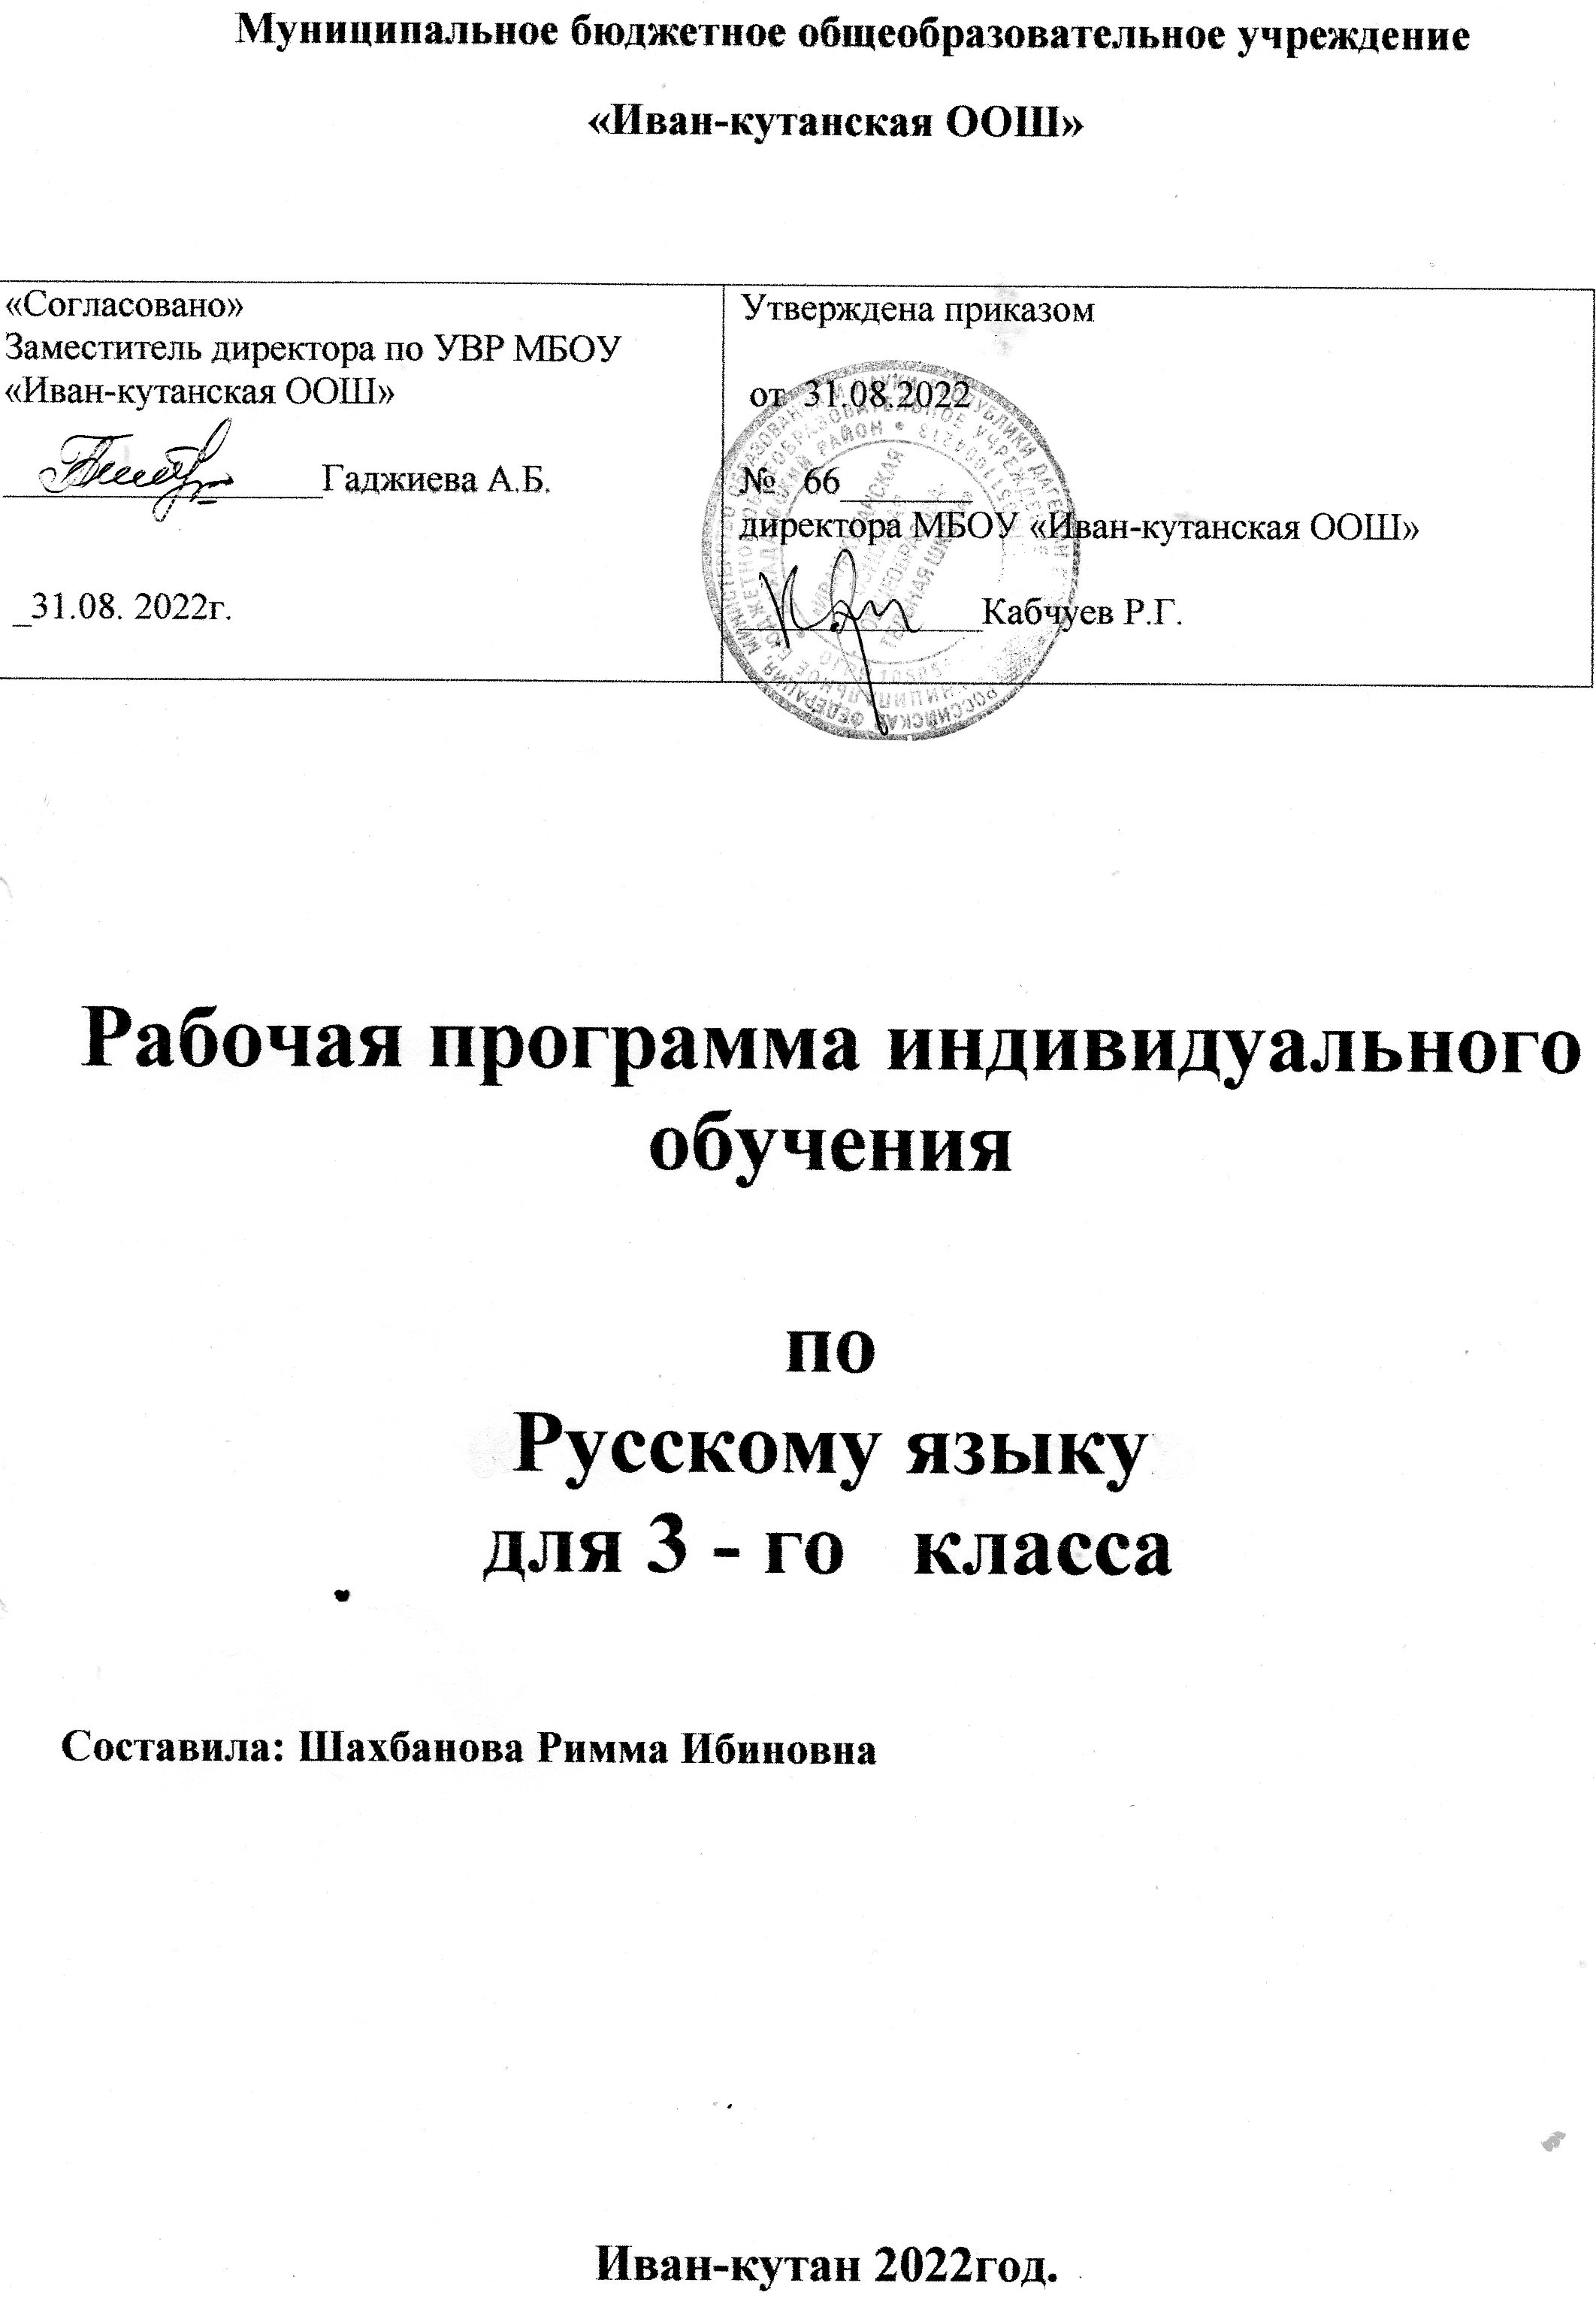 Муниципальное бюджетное общеобразовательное учреждение
«Иван-кутанская ООШ»
«Согласовано»
Заместитель директора по УВР МБОУ
«Иван-кутанская ООШ»
Гаджиева А.Б.
_31.08. 2022г.
Утверждена приказом
от 31.08.2022
№ 66
директора МБОУ «Иван-кутанская ООШ»
Кабчуев Р.Г.
Рабочая программа индивидуального
обучения
по
Русскому языку
для 3 - го класса
Составила: Шахбанова Римма Ибиновна
Иван-кутан 2022год.